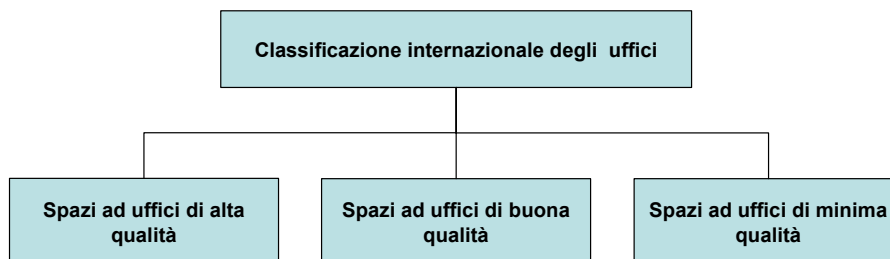 Classificazione internazionale degli uffici
Spazi ad uffici di alta
qualità
Spazi ad uffici di buona
qualità
Spazi ad uffici di minima
qualità